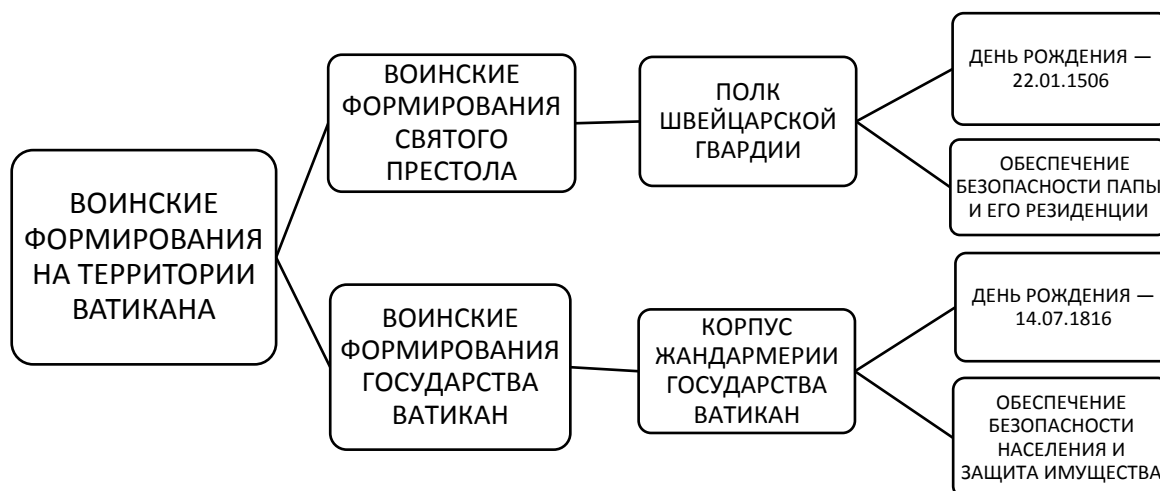 ВОИНСКИЕ
ФОРМИРОВАНИЯ
НА ТЕРРИТОРИИ
ВАТИКАНА
ВОИНСКИЕ
ФОРМИРОВАНИЯ
СВЯТОГО
ПРЕСТОЛА
ПОЛК
ШВЕЙЦАРСКОЙ
ГВАРДИИ
ДЕНЬ РОЖДЕНИЯ —
22.01.1506
ОБЕСПЕЧЕНИЕ
БЕЗОПАСНОСТИ ПАПЫ
И ЕГО РЕЗИДЕНЦИИ
ВОИНСКИЕ
ФОРМИРОВАНИЯ
ГОСУДАРСТВА
ВАТИКАН
КОРПУС
ЖАНДАРМЕРИИ
ГОСУДАРСТВА
ВАТИКАН
ДЕНЬ РОЖДЕНИЯ —
14.07.1816
ОБЕСПЕЧЕНИЕ
БЕЗОПАСНОСТИ
НАСЕЛЕНИЯ И
ЗАЩИТА ИМУЩЕСТВА